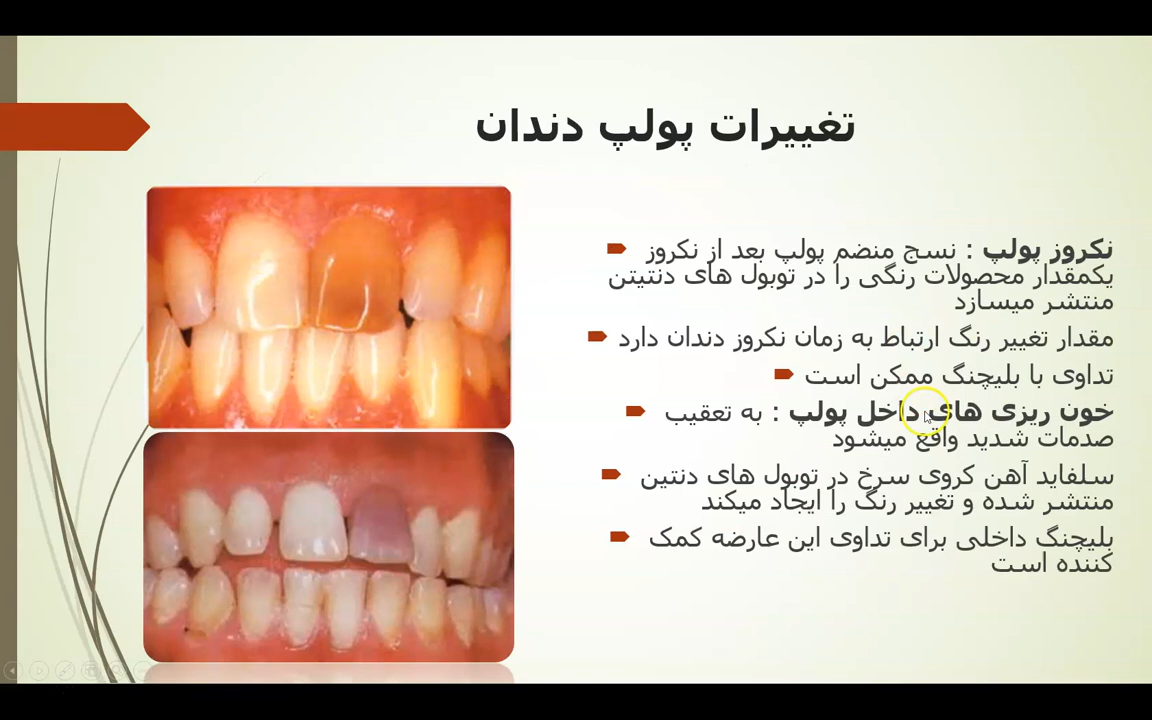 تغییرات پولپ دندان
نکروز پولپ : نسج منضم پولپ بعد از نکروز
یکمقدار محصولات رنگی را در توبول های دنتیتن
منتشر میسازد
مقدار تغییر رنگ ارتباط به زمان نکروز دندان دارد
تداوی با بلیچنگ ممکن است
خون ریزی های داخل پولپ : به تعقیب
صدمات شدید واقع میشود
سلفاید آهن کروی سرخ در توبول های دنتین
منتشر شده و تغییر رنگ را ایجاد میکند
بلیچنگ داخلی برای تداوی این عارضه کمک
کننده است